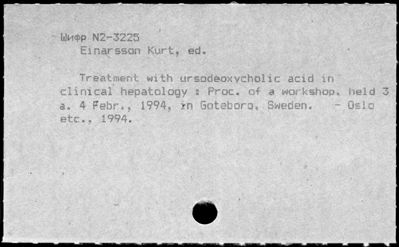 Шифр N2-3225
Einarsson Kurt, ed.
Treatment with ursodeoxycholic acid in
clinical hepatology : Proc. of a workshop, held 3
a. 4 Febr., 1994, in Goteborg, Sweden. - Oslo
etc., 1994.